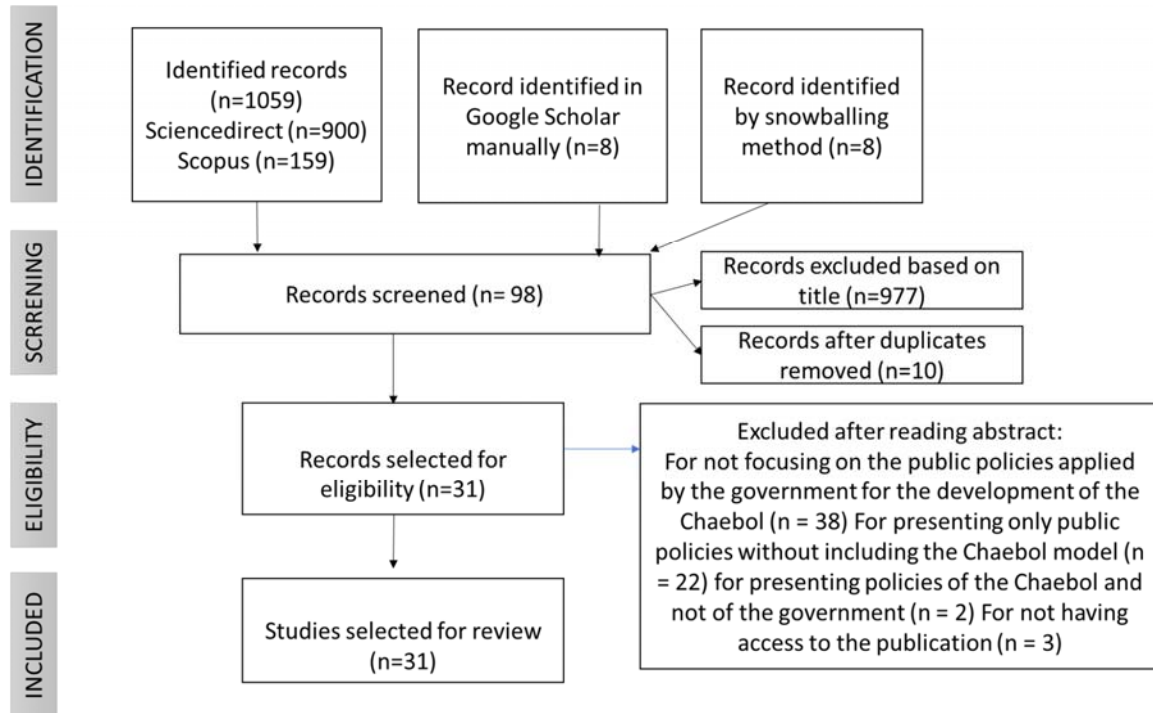 IDENTIFICATION
Identified records
(n=1059)
Sciencedirect (n=900)
Scopus (n=159)
Record identified in
Google Scholar
manually (n=8)
Record identified
by snowballing
method (n=8)
SCRRENING
Records screened (n= 98)
Records excluded based on
title (n=977)
Records after duplicates
removed (n=10)
ELIGIBILITY
Records selected for
eligibility (n=31)
Excluded after reading abstract:
For not focusing on the public policies applied
by the government for the development of the
Chaebol (n = 38) For presenting only public
policies without including the Chaebol model (n
= 22) for presenting policies of the Chaebol and
not of the government (n = 2) For not having
access to the publication (n = 3)
INCLUDED
Studies selected for review
(n=31)